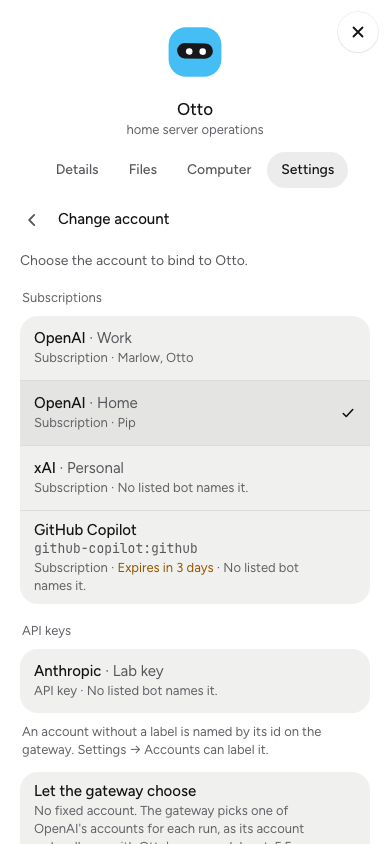 Otto
home server operations
Details Files Computer Settings
Change account
Choose the account to bind to Otto.
Subscriptions
OpenAI · Work
Subscription · Marlow, Otto
OpenAI · Home
Subscription · Pip
xAI · Personal
Subscription · No listed bot names it.
GitHub Copilot
github-copilot:github
Subscription · Expires in 3 days · No listed bot
names it.
API keys
Anthropic · Lab key
API key · No listed bot names it.
An account without a label is named by its id on the
gateway. Settings → Accounts can label it.
Let the gateway choose
No fixed account. The gateway picks one of
OpenAI's accounts for each run, as its account